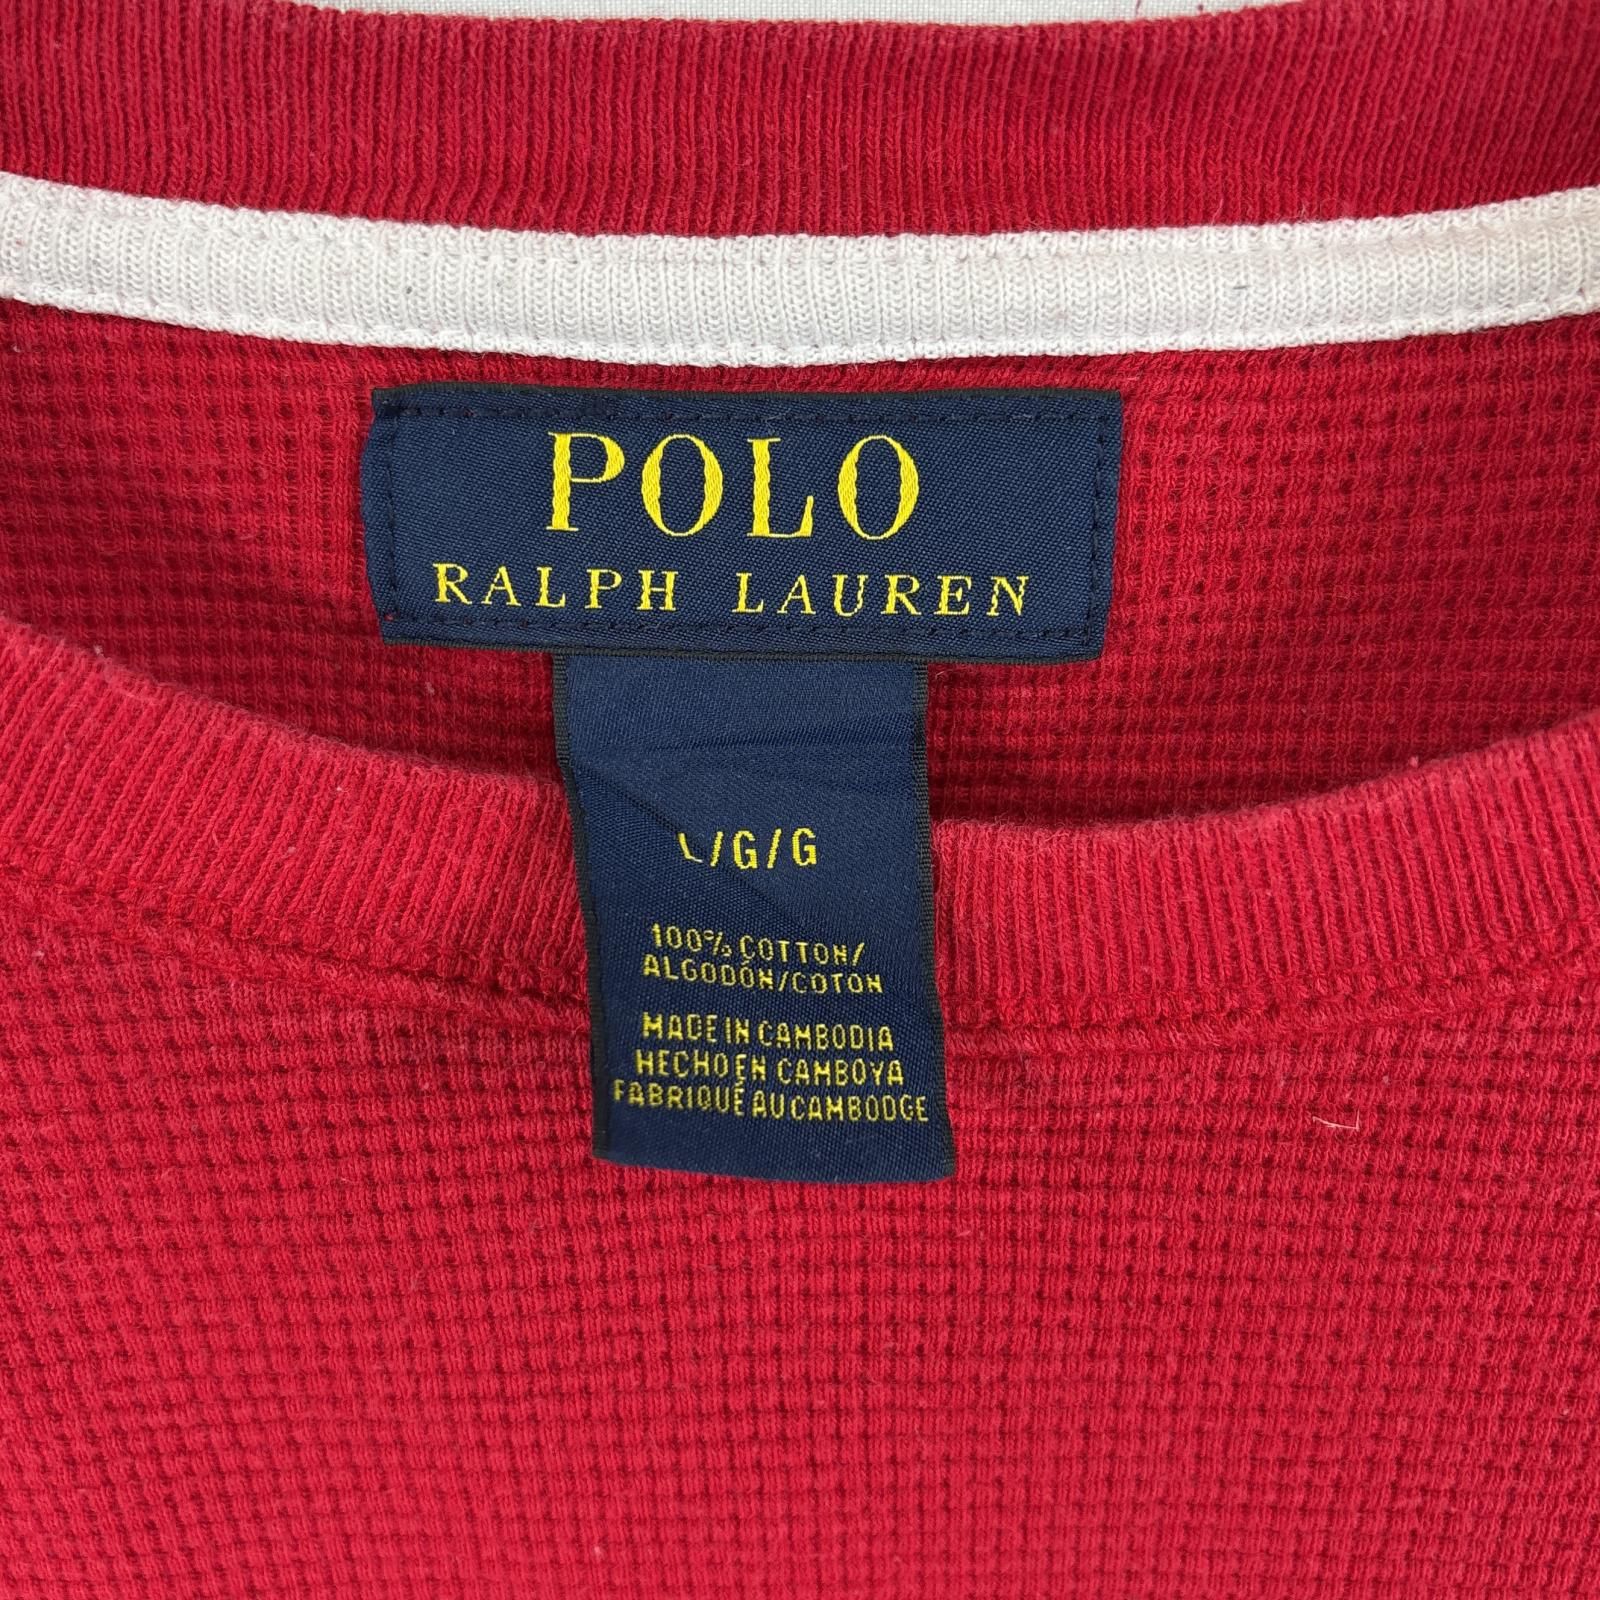 POLO
RALPH LAUREN
L/G/G
100% COTTON/
ALGODÓN/COTON
MADE IN CAMBODIA
HECHO EN CAMBOYA
FABRIQUÉ AU CAMBODGE